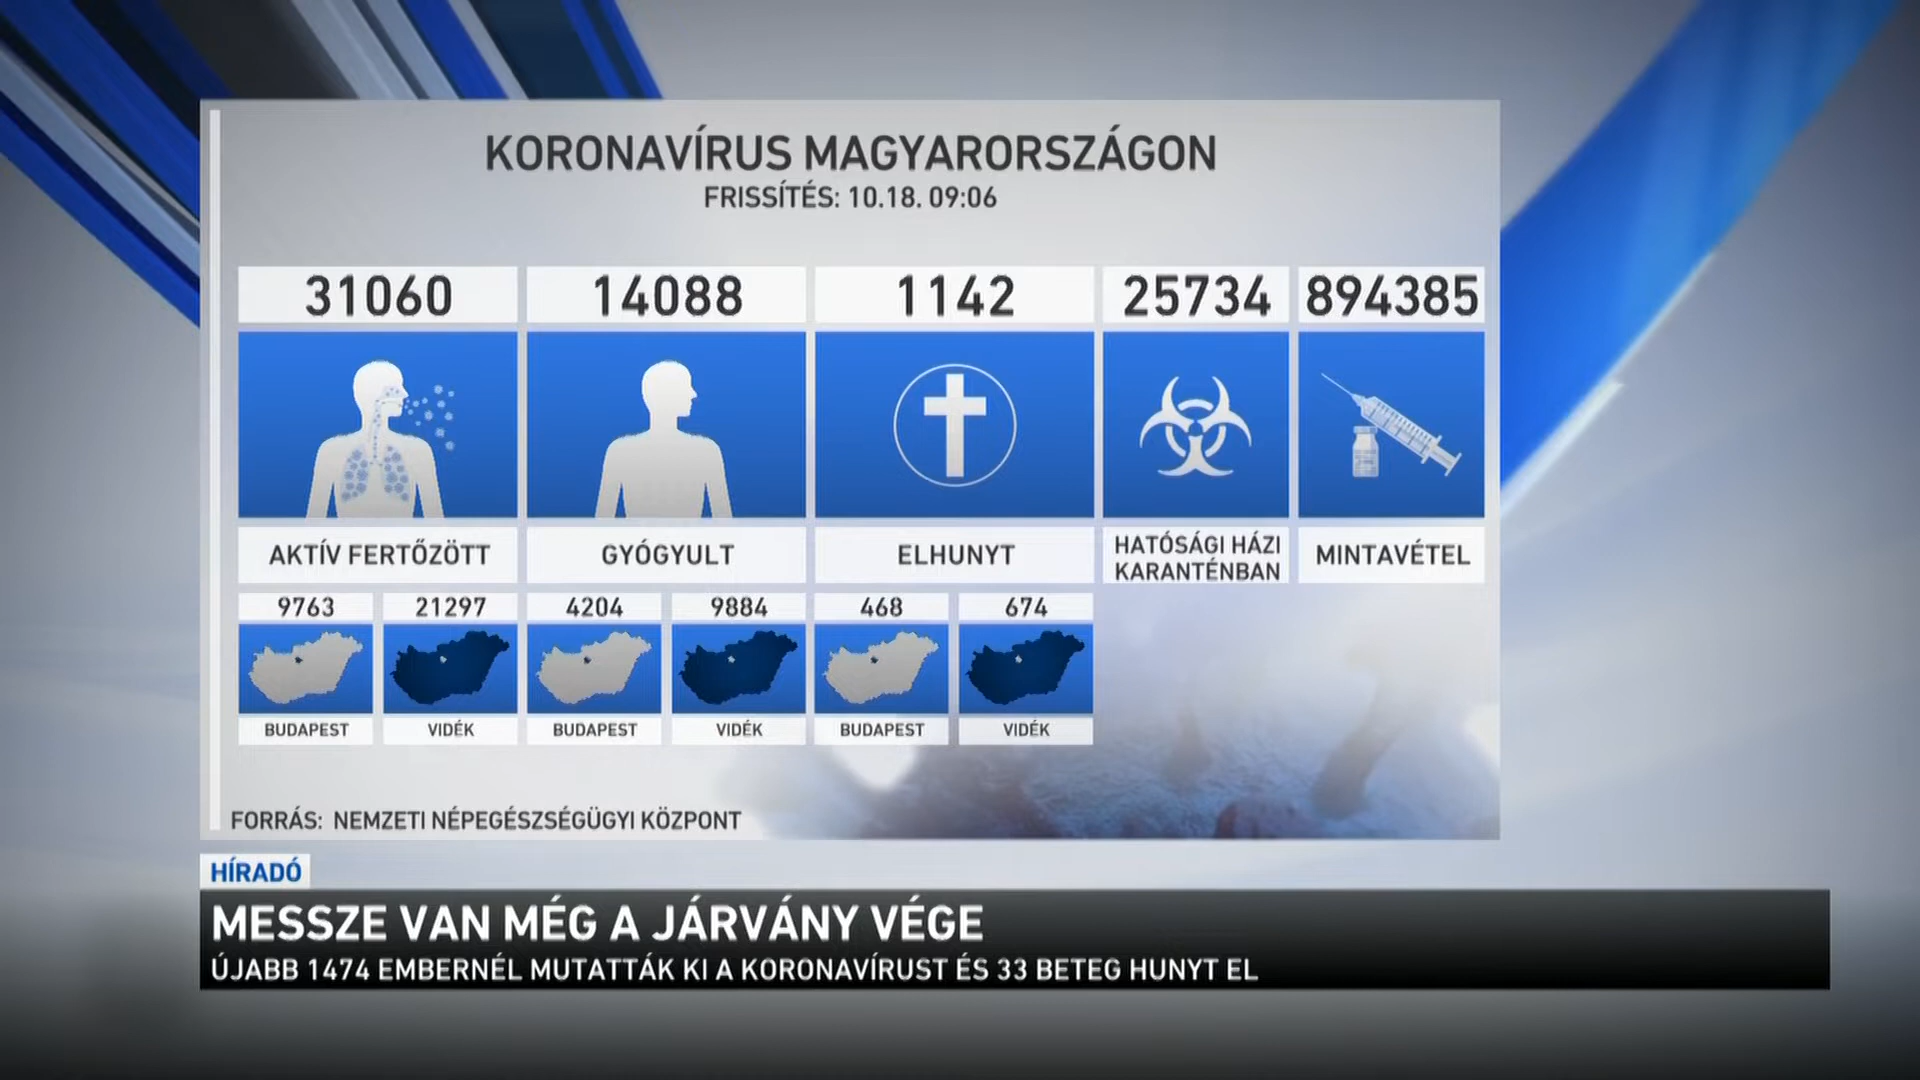 KORONAVÍRUS MAGYARORSZÁGON
FRISSÍTÉS: 10.18. 09:06
31060
14088
1142
25734
894385
AKTÍV FERTŐZÖTT
GYÓGYULT
ELHUNYT
HATÓSÁGI HÁZI
KARANTÉNBAN
MINTAVÉTEL
9763
21297
4204
9884
468
674
BUDAPEST
VIDÉK
BUDAPEST
VIDÉK
BUDAPEST
VIDÉK
FORRÁS: NEMZETI NÉPEGÉSZSÉGÜGYI KÖZPONT
HÍRADÓ
MESSZE VAN MÉG A JÁRVÁNY VÉGE
ÚJABB 1474 EMBERNÉL MUTATTÁK KI A KORONAVÍRUST ÉS 33 BETEG HUNYT EL